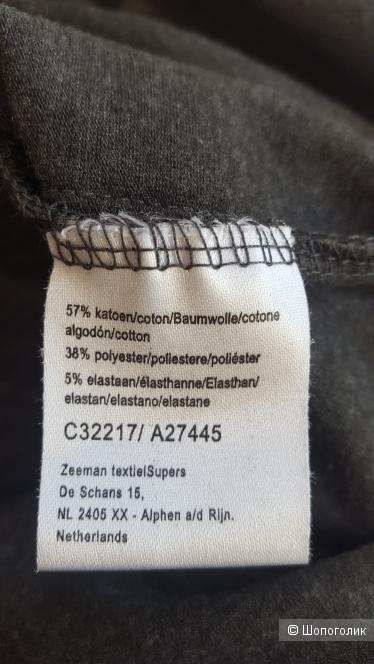 57% katoen/coton/Baumwolle/cotone
algodón/cotton
38% polyester/poliestere/poliéster
5% elastaan/élasthanne/Elasthan/
elastan/elastano/elastane
C32217/ A27445
Zeeman textielSupers
De Schans 15,
NL 2405 XX - Alphen a/d Rijn.
Netherlands
© Шопоголик